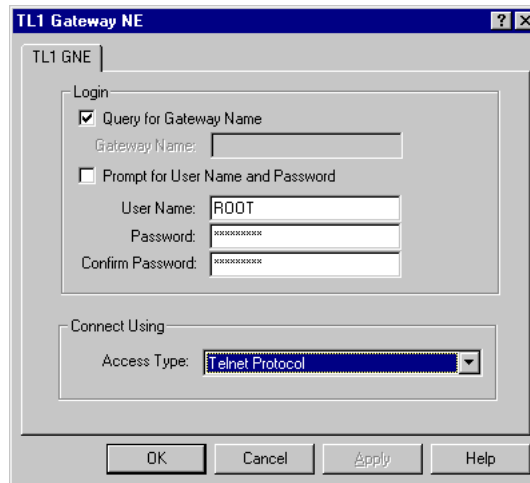 TL1 Gateway NE
TL1 GNE
Login
Query for Gateway Name
Gateway Name:
Prompt for User Name and Password
User Name: ROOT
Password: *********
Confirm Password: *********
Connect Using
Access Type: Telnet Protocol
OK Cancel Apply Help